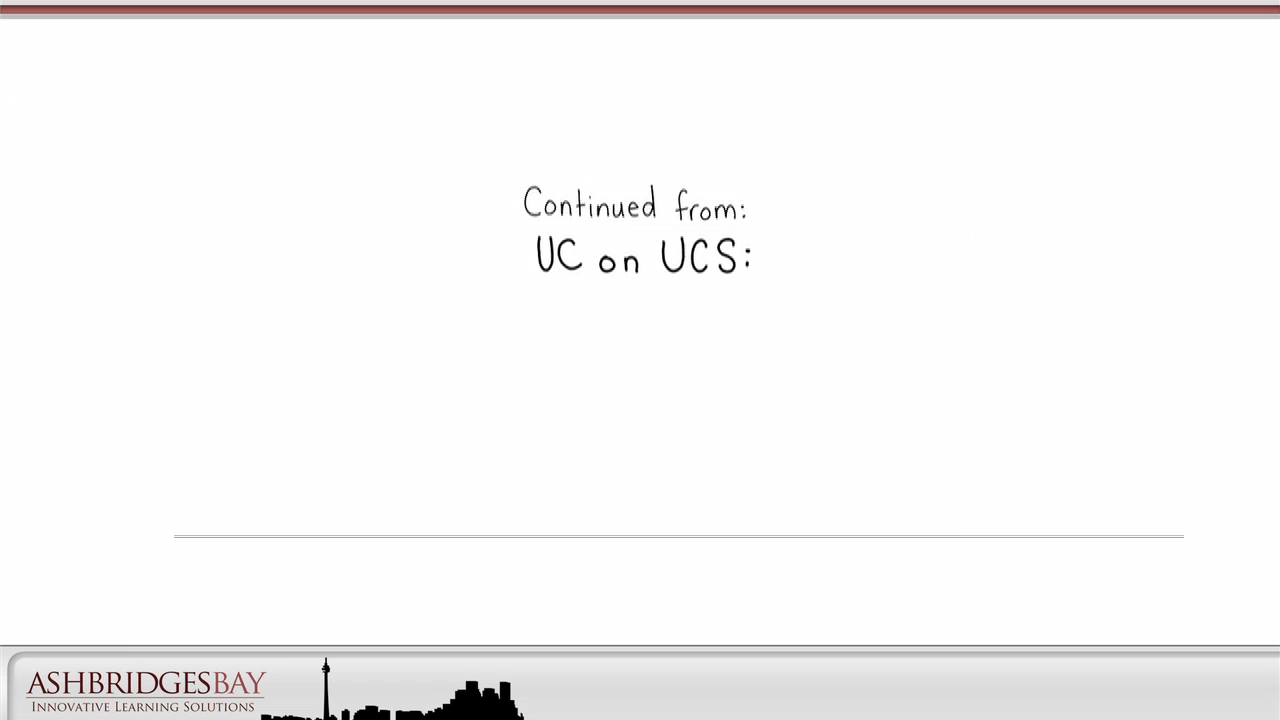 Continued from:
UC on UCS:
ASHBRIDGESBAY
INNOVATIVE LEARNING SOLUTIONS